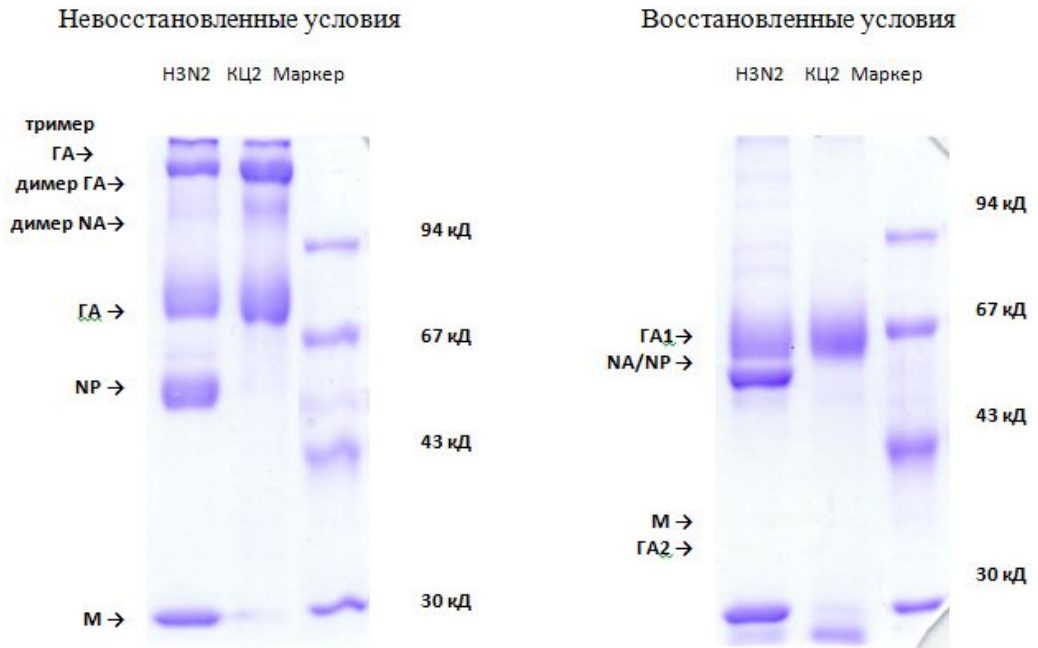 Невосстановленные условия
H3N2 КЦ2 Маркер
тример
ГА→
димер ГА→
димер NA→
94 кД
ГА →
67 кД
NP →
43 кД
30 кД
M →
Восстановленные условия
H3N2 КЦ2 Маркер
94 кД
67 кД
ГА1→
NA/NP→
43 кД
M →
ГА2 →
30 кД